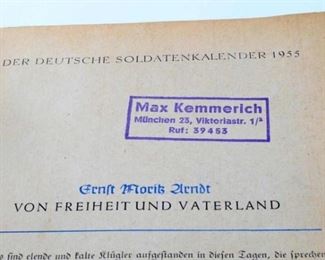 DER DEUTSCHE SOLDATENKALENDER 1955
Max Kemmerich
München 23, Viktoriastr. 1/²
Ruf: 39453
Ernst Moritz Arndt
VON FREIHEIT UND VATERLAND
sind elende und kalte Klügler aufgestanden in diesen Tagen, die sprechen